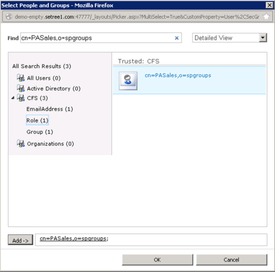 Select People and Groups - Mozilla Firefox
demo-empty.setree1.com:47777/_layouts/Picker.aspx?MultiSelect=True&CustomProperty=User%2CSecGr
Find cn=PASales,o=spgroups Detailed View
All Search Results (3)
All Users (0)
Active Directory (0)
CFS (3)
EmailAddress (1)
Role (1)
Group (1)
Organizations (0)
Trusted: CFS
cn=PASales,o=spgroups
Add -> cn=PASales,o=spgroups;
OK Cancel